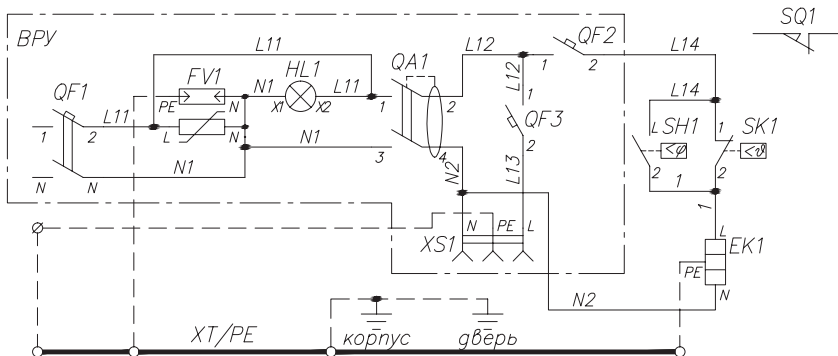 SQ1
ВРУ
L11
QA1
L12
QF2
L14
FV1
HL1
N1
L11
1
2
QF1
PE
N
X1
X2
L12
1
L14
L11
1
2
1
2
L
N
QF3
L
SH1
1
SK1
<φ
<ϑ
N1
3
4
2
N
N
N1
N2
L13
2
2
1
1
N
PE
L
XS1
L
EK1
PE
N
N2
XT/PE
корпус
дверь